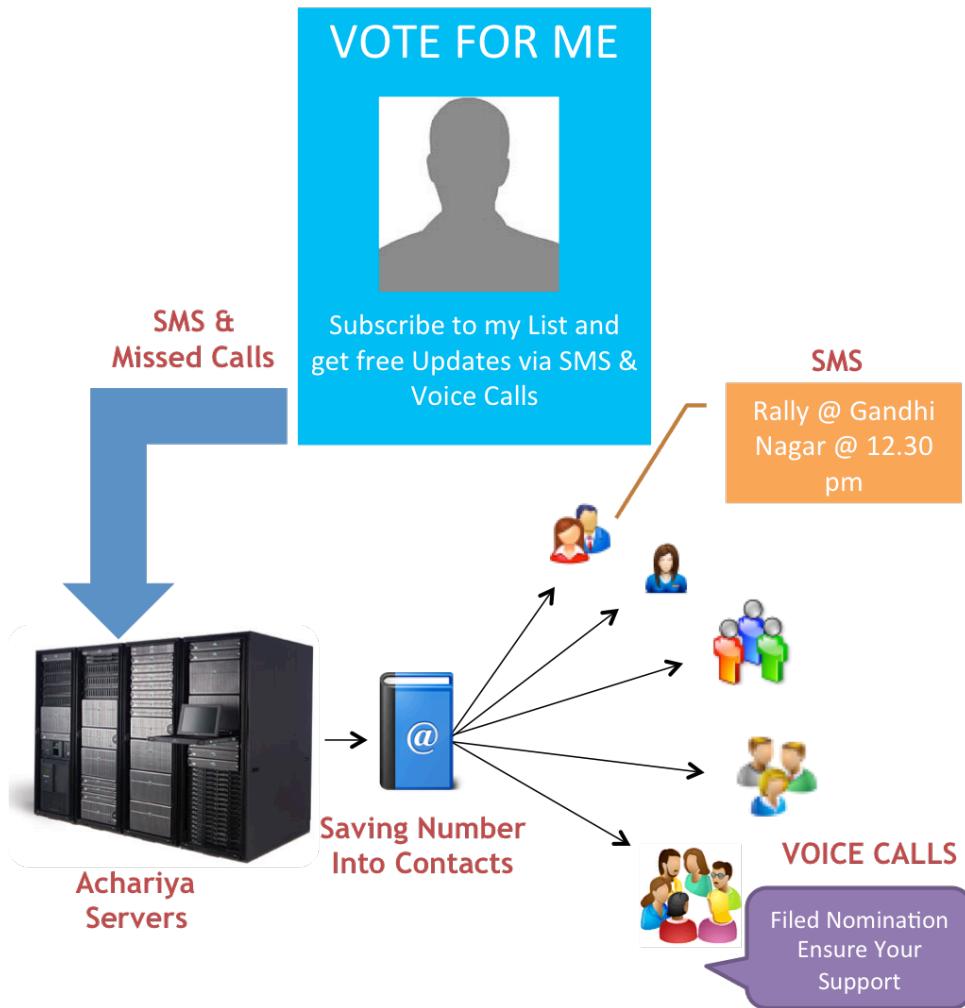 VOTE FOR ME
Subscribe to my List and
get free Updates via SMS &
Voice Calls
SMS &
Missed Calls
SMS
Rally @ Gandhi
Nagar @ 12.30
pm
@
Saving Number
Into Contacts
Achariya
Servers
VOICE CALLS
Filed Nomination
Ensure Your
Support